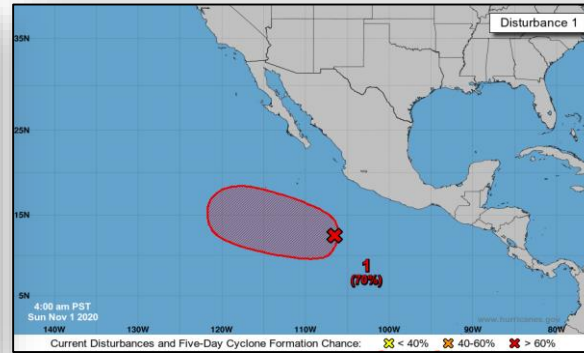 Disturbance 1
35N
25N
15N
5N
1
(70%)
4:00 am PST
Sun Nov 1 2020
www.hurricanes.gov
140W 130W 120W 110W 100W 90W 80W
Current Disturbances and Five-Day Cyclone Formation Chance: < 40% 40-60% > 60%